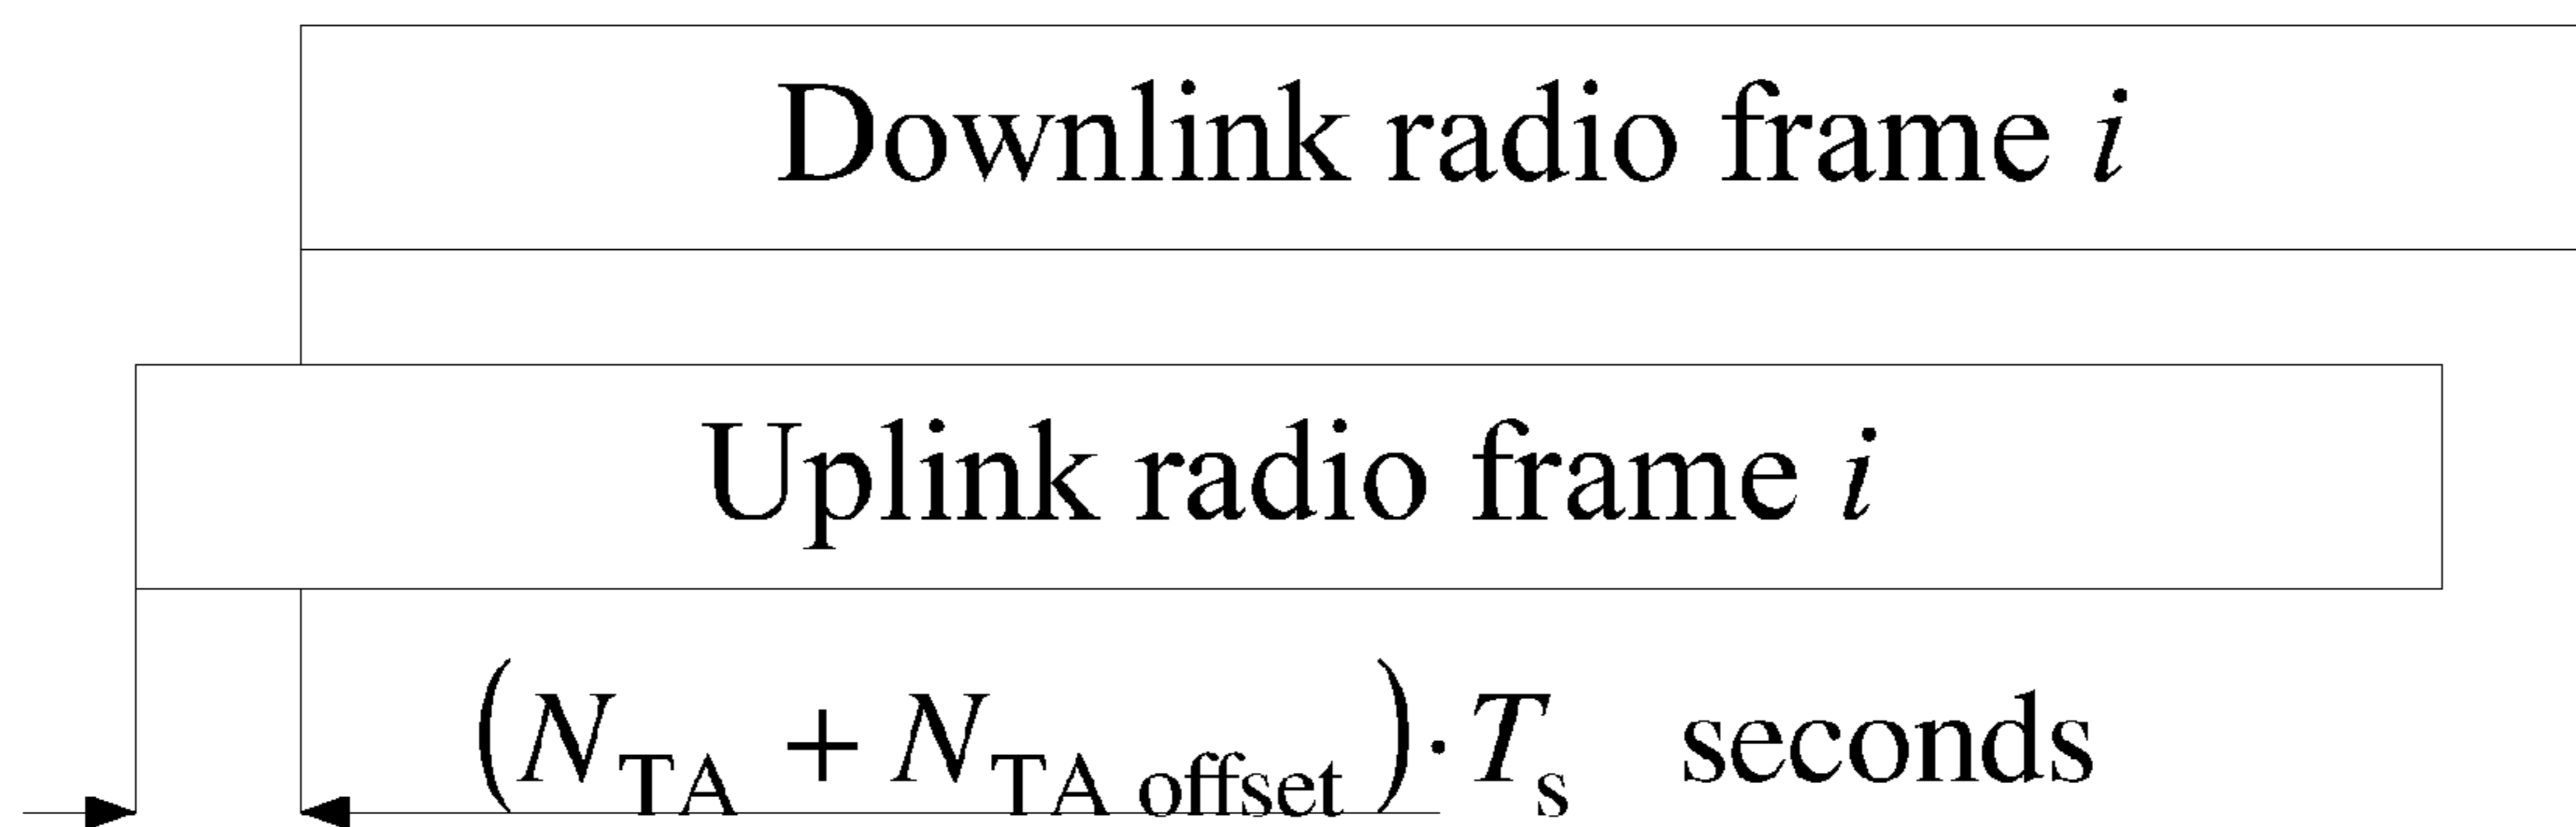 Downlink radio frame i
Uplink radio frame i
(N_TA + N_TA offset) · T_s seconds